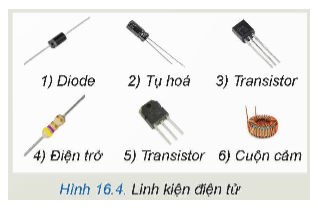 1) Diode 2) Tụ hoá 3) Transistor
4) Điện trở 5) Transistor 6) Cuộn cảm
Hình 16.4. Linh kiện điện tử